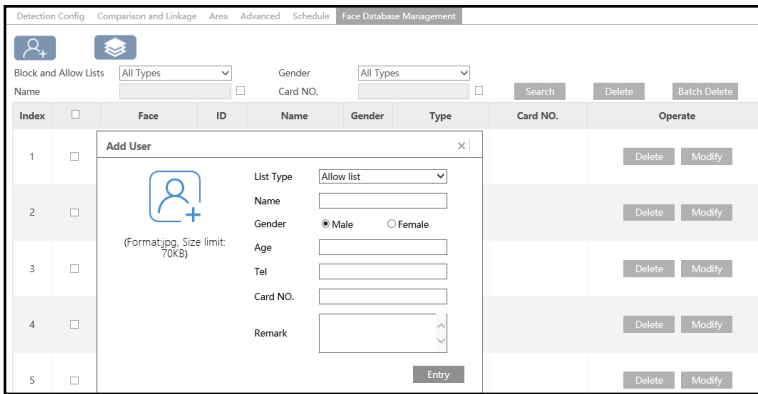 Detection Config Comparison and Linkage Area Advanced Schedule Face Database Management
Block and Allow Lists All Types Gender All Types
Name Card NO. Search Delete Batch Delete
Index Face ID Name Gender Type Card NO. Operate
Add User
1 Delete Modify
List Type Allow list
Name
2 Delete Modify
Gender Male Female
(Format:jpg, Size limit:
70KB)
Age
3 Tel Delete Modify
Card NO.
4 Remark Delete Modify
Entry
5 Delete Modify